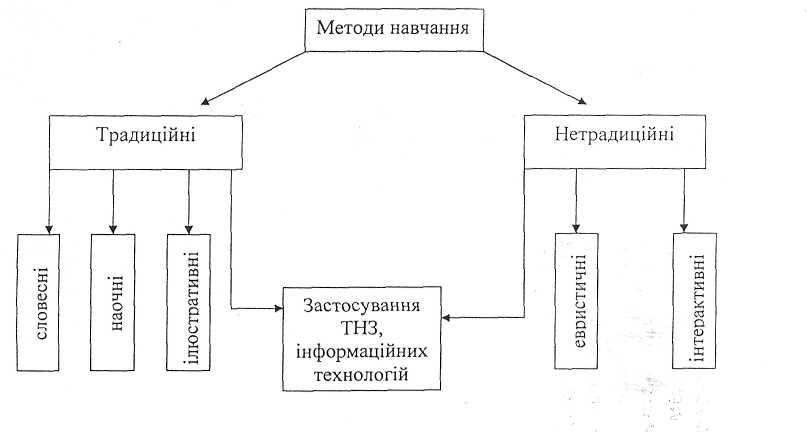 Методи навчання
Традиційні
Нетрадиційні
словесні
наочні
ілюстративні
Застосування
ТНЗ,
інформаційних
технологій
евристичні
інтерактивні